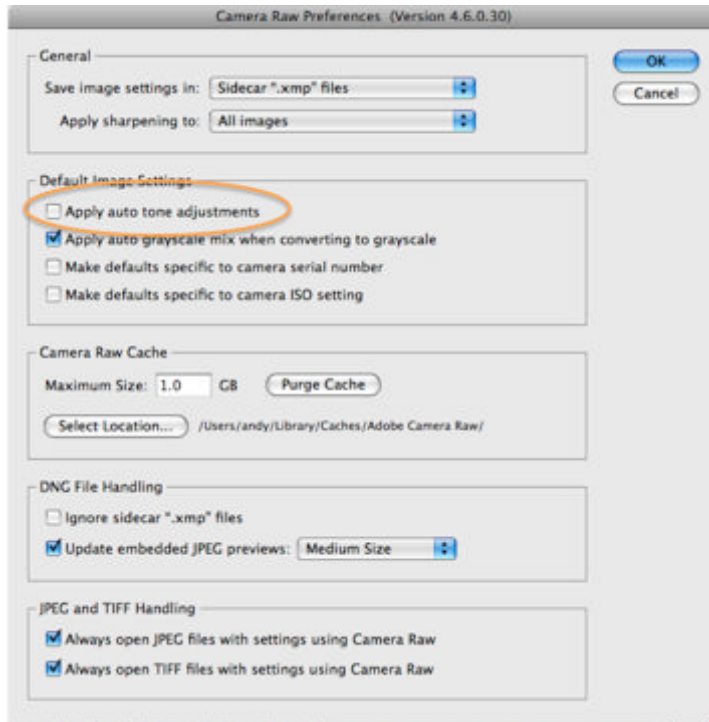 Camera Raw Preferences (Version 4.6.0.30)
General
OK
Save image settings in: Sidecar ".xmp" files
Cancel
Apply sharpening to: All images
Default Image Settings
Apply auto tone adjustments
Apply auto grayscale mix when converting to grayscale
Make defaults specific to camera serial number
Make defaults specific to camera ISO setting
Camera Raw Cache
Maximum Size: 1.0 GB Purge Cache
Select Location... /Users/andy/Library/Caches/Adobe Camera Raw/
DNG File Handling
Ignore sidecar ".xmp" files
Update embedded JPEG previews: Medium Size
JPEG and TIFF Handling
Always open JPEG files with settings using Camera Raw
Always open TIFF files with settings using Camera Raw